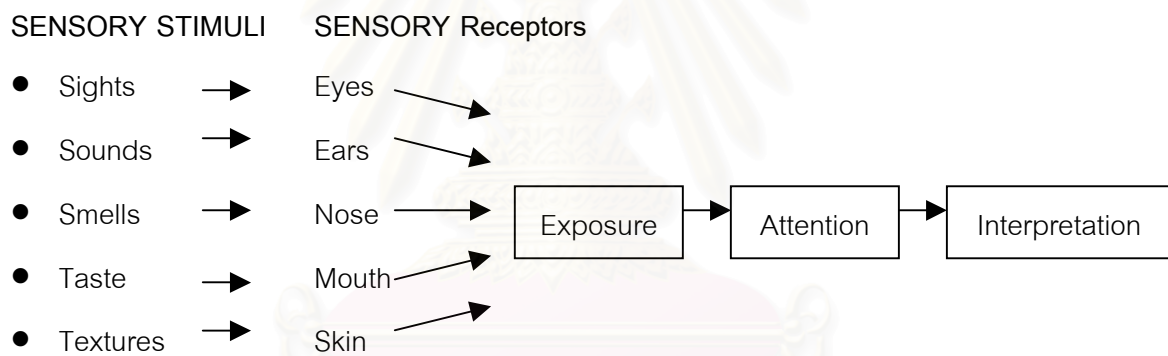 SENSORY STIMULI SENSORY Receptors
● Sights Eyes
● Sounds Ears
● Smells Nose Exposure Attention Interpretation
● Taste Mouth
● Textures Skin